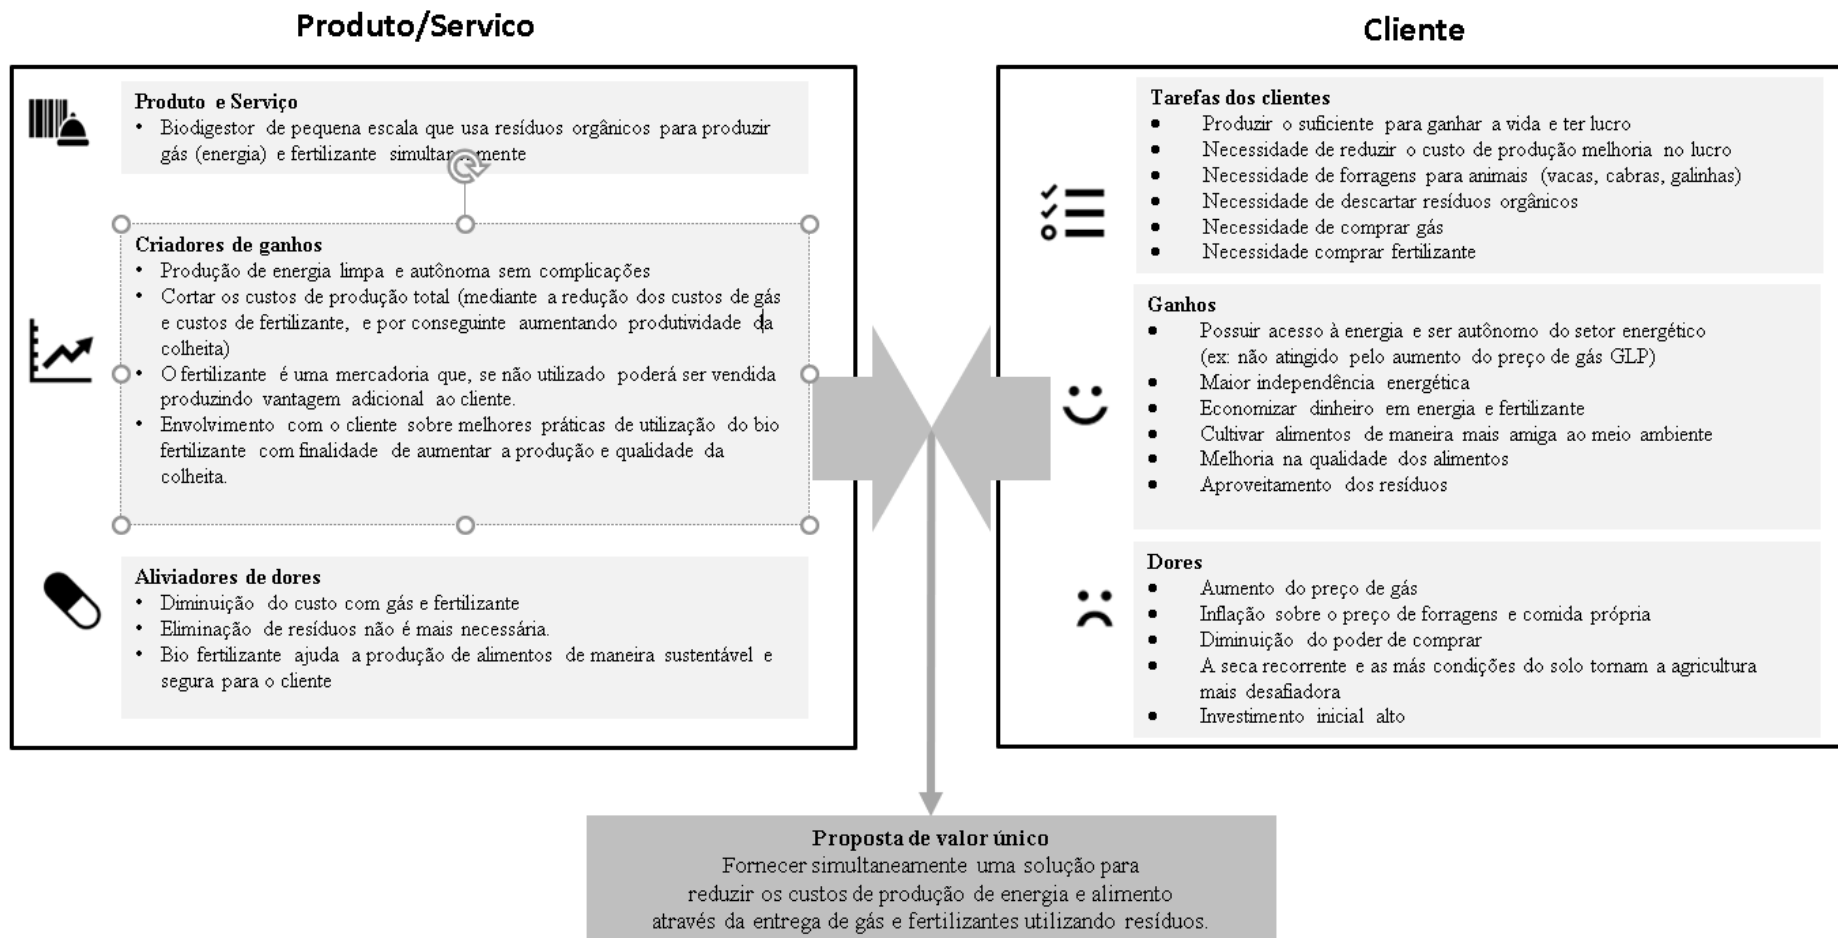 Produto/Servico
Produto e Serviço
• Biodigestor de pequena escala que usa resíduos orgânicos para produzir
gás (energia) e fertilizante simultaneamente
Criadores de ganhos
• Produção de energia limpa e autônoma sem complicações
• Cortar os custos de produção total (mediante a redução dos custos de gás
e custos de fertilizante, e por conseguinte aumentando produtividade da
colheita)
• O fertilizante é uma mercadoria que, se não utilizado poderá ser vendida
produzindo vantagem adicional ao cliente.
• Envolvimento com o cliente sobre melhores práticas de utilização do bio
fertilizante com finalidade de aumentar a produção e qualidade da
colheita.
Aliviadores de dores
• Diminuição do custo com gás e fertilizante
• Eliminação de resíduos não é mais necessária.
• Bio fertilizante ajuda a produção de alimentos de maneira sustentável e
segura para o cliente
Cliente
Tarefas dos clientes
• Produzir o suficiente para ganhar a vida e ter lucro
• Necessidade de reduzir o custo de produção melhoria no lucro
• Necessidade de forragens para animais (vacas, cabras, galinhas)
• Necessidade de descartar resíduos orgânicos
• Necessidade de comprar gás
• Necessidade comprar fertilizante
Ganhos
• Possuir acesso à energia e ser autônomo do setor energético
(ex: não atingido pelo aumento do preço de gás GLP)
• Maior independência energética
• Economizar dinheiro em energia e fertilizante
• Cultivar alimentos de maneira mais amiga ao meio ambiente
• Melhoria na qualidade dos alimentos
• Aproveitamento dos resíduos
Dores
• Aumento do preço de gás
• Inflação sobre o preço de forragens e comida própria
• Diminuição do poder de comprar
• A seca recorrente e as más condições do solo tornam a agricultura
mais desafiadora
• Investimento inicial alto
Proposta de valor único
Fornecer simultaneamente uma solução para
reduzir os custos de produção de energia e alimento
através da entrega de gás e fertilizantes utilizando resíduos.